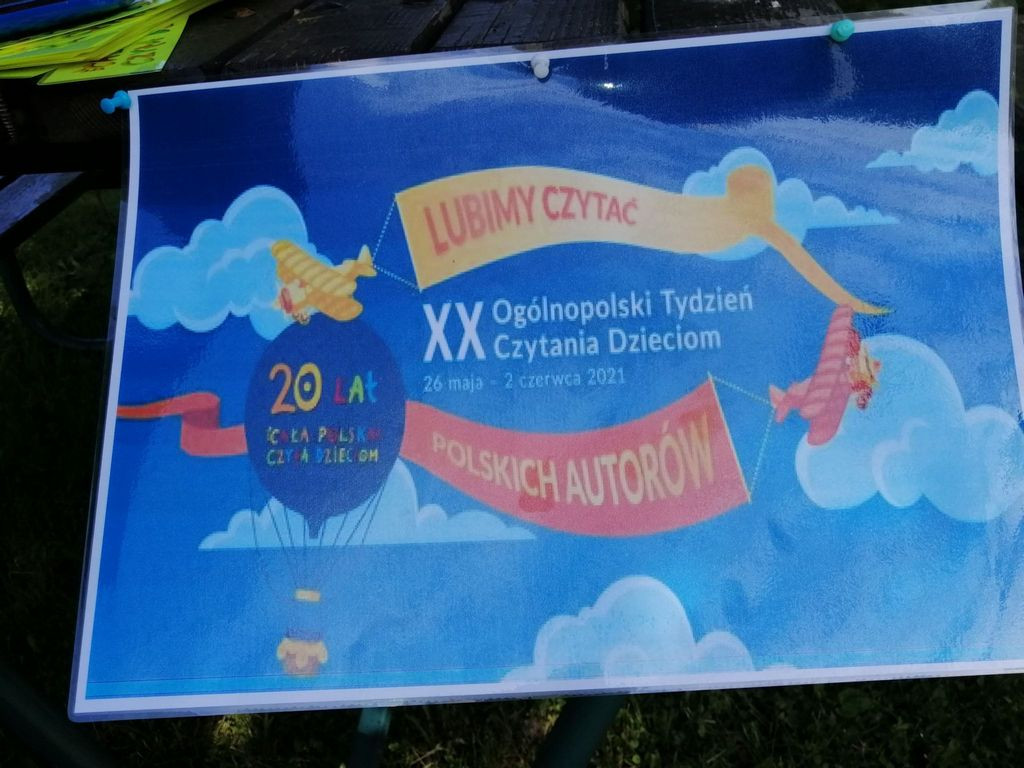 LUBIMY CZYTAĆ
XX Ogólnopolski Tydzień
Czytania Dzieciom
26 maja - 2 czerwca 2021
20 LAT
CAŁA POLSKA
CZYTA DZIECIOM
POLSKICH AUTORÓW